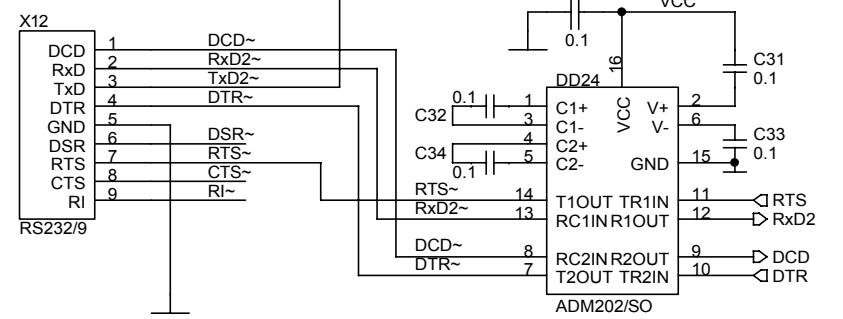 X12
DCD 1 DCD~
RxD 2 RxD2~
TxD 3 TxD2~
DTR 4 DTR~
GND 5
DSR 6 DSR~
RTS 7 RTS~
CTS 8 CTS~
RI 9 RI~
RS232/9
0.1
VCC
16
C31
0.1
DD24
VCC
C32 0.1 1 C1+ V+ 2
3 C1- V- 6
C33
0.1
C34 4 C2+
0.1 5 C2- GND 15
RTS~ 14 T1OUT TR1IN 11 RTS
RxD2~ 13 RC1IN R1OUT 12 RxD2
DCD~ 8 RC2IN R2OUT 9 DCD
DTR~ 7 T2OUT TR2IN 10 DTR
ADM202/SO